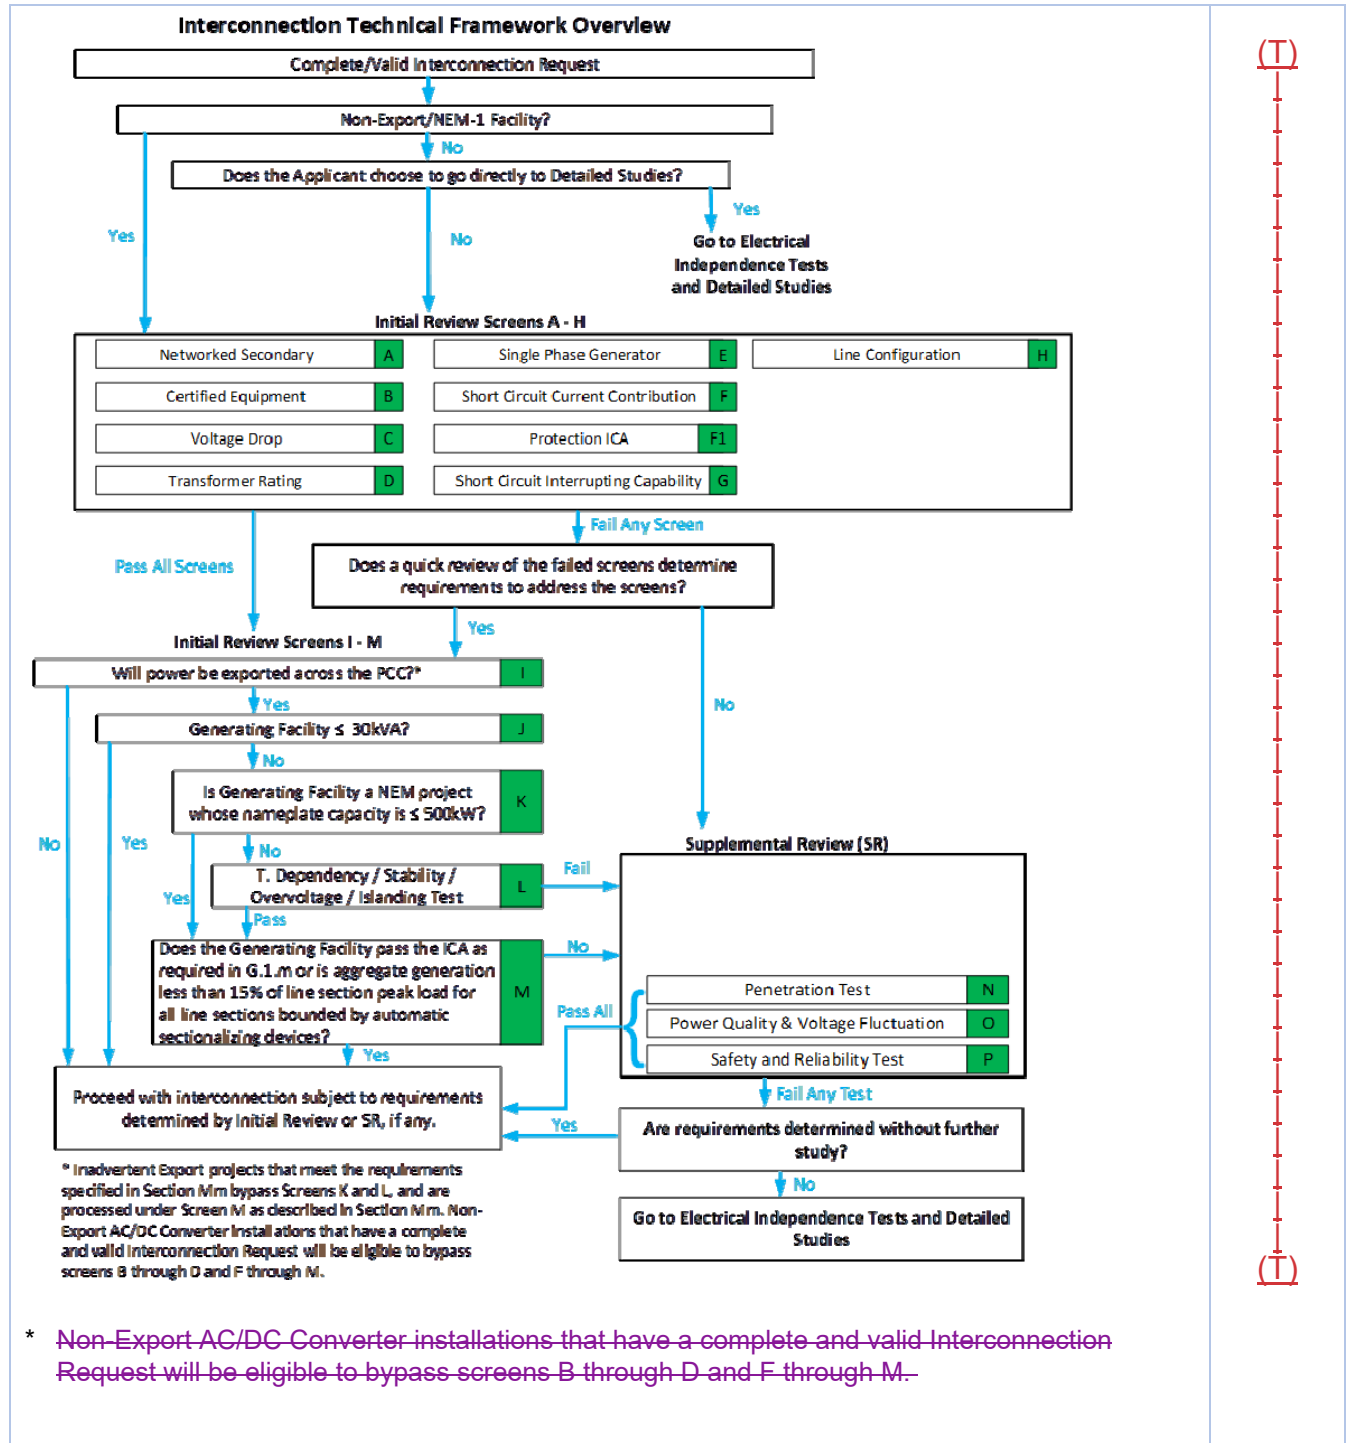 Interconnection Technical Framework Overview
(T)
Complete/Valid Interconnection Request
Non-Export/NEM-1 Facility?
No
Does the Applicant choose to go directly to Detailed Studies?
Yes
Yes
No
Go to Electrical
Independence Tests
and Detailed Studies
Initial Review Screens A - H
Networked Secondary A
Single Phase Generator E
Line Configuration H
Certified Equipment B
Short Circuit Current Contribution F
Voltage Drop C
Protection ICA F1
Transformer Rating D
Short Circuit Interrupting Capability G
Fail Any Screen
Pass All Screens
Does a quick review of the failed screens determine
requirements to address the screens?
Yes
Initial Review Screens I - M
Will power be exported across the PCC?* I
Yes
No
Generating Facility ≤ 30kVA? J
No
Is Generating Facility a NEM project
whose nameplate capacity is ≤ 500kW?
K
No
Yes
No
Supplemental Review (SR)
T. Dependency / Stability /
Overvoltage / Islanding Test
L
Fail
Yes
Pass
Does the Generating Facility pass the ICA as
required in G.1.m or is aggregate generation
less than 15% of line section peak load for
all line sections bounded by automatic
sectionalizing devices?
M
No
Penetration Test N
Pass All
Power Quality & Voltage Fluctuation O
Safety and Reliability Test P
Yes
Proceed with interconnection subject to requirements
determined by Initial Review or SR, if any.
Fail Any Test
Yes
Are requirements determined without further
study?
No
Go to Electrical Independence Tests and Detailed
Studies
* Inadvertent Export projects that meet the requirements
specified in Section Mm bypass Screens K and L, and are
processed under Screen M as described in Section Mm. Non-
Export AC/DC Converter installations that have a complete
and valid Interconnection Request will be eligible to bypass
screens B through D and F through M.
(T)
* Non-Export AC/DC Converter installations that have a complete and valid Interconnection
Request will be eligible to bypass screens B through D and F through M.